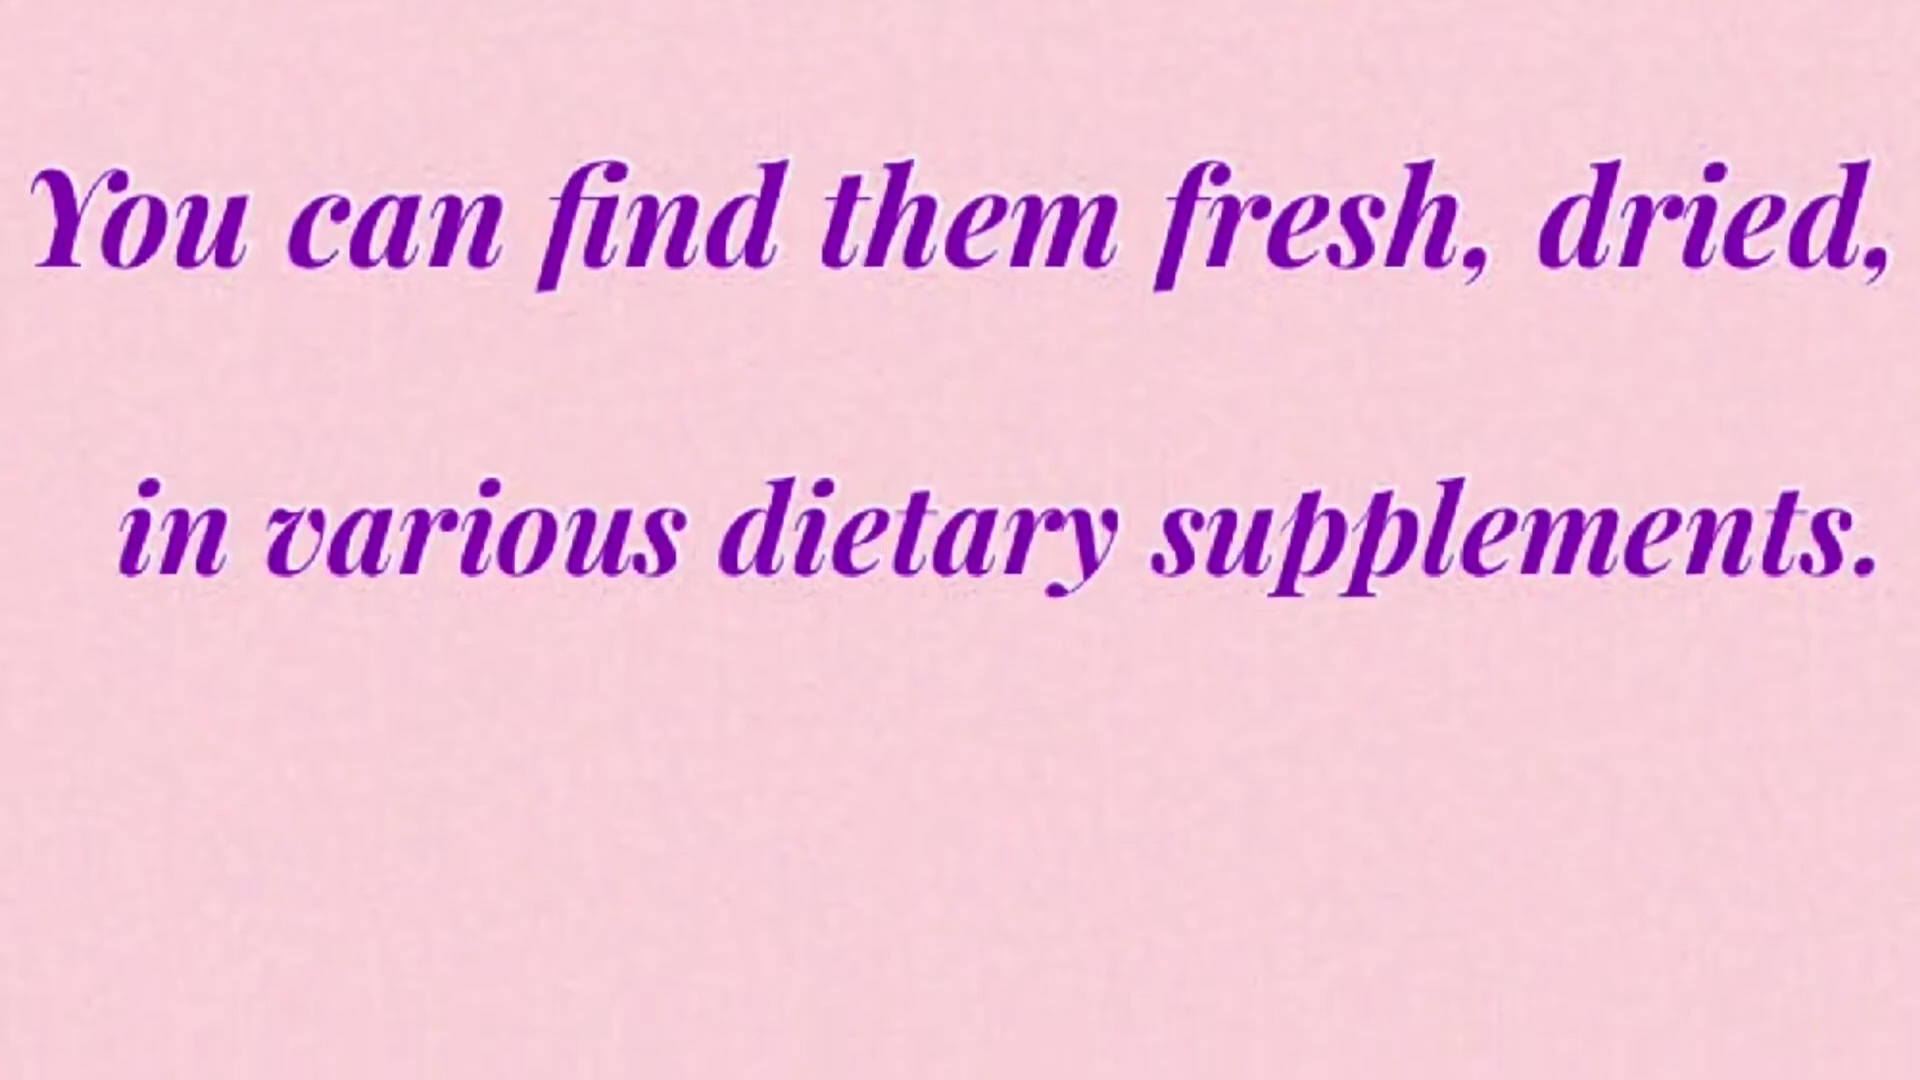 You can find them fresh, dried,
in various dietary supplements.